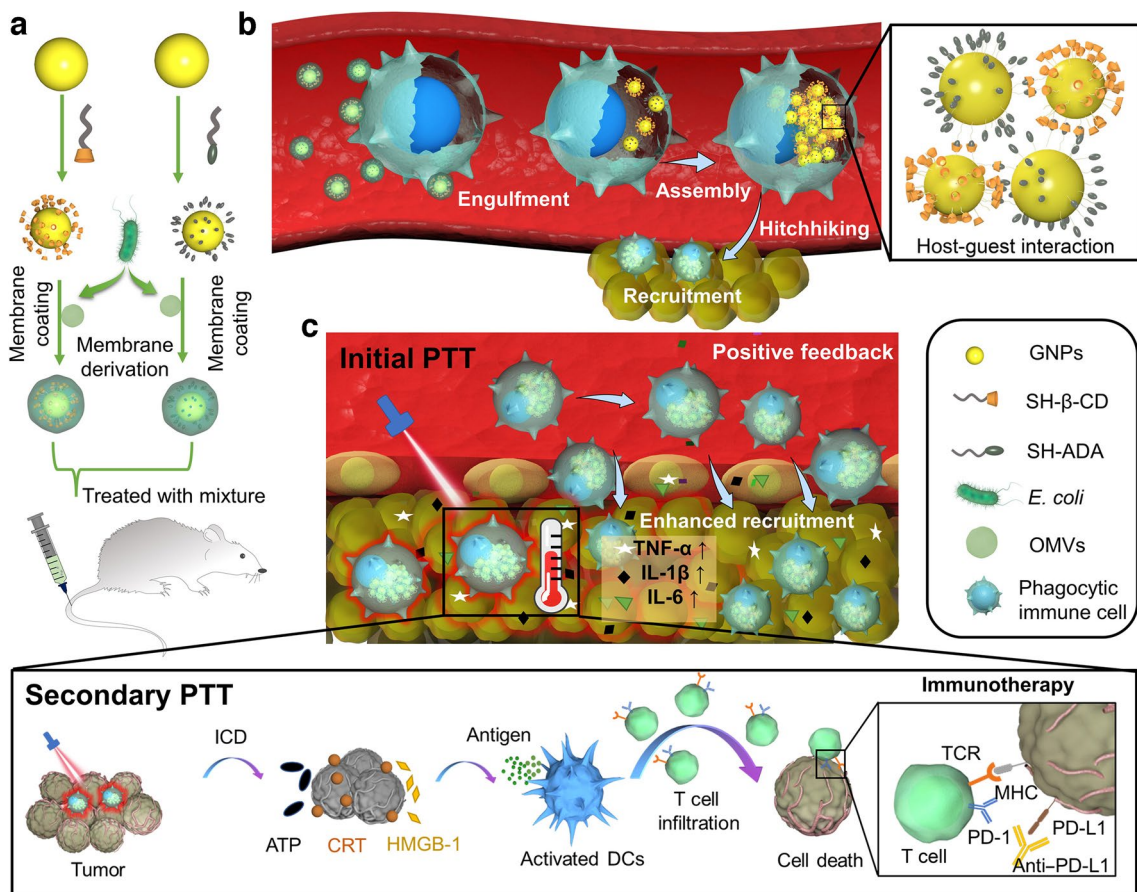 a
Membrane
coating
Membrane
coating
Membrane
derivation
Treated with mixture
b
Engulfment
Assembly
Hitchhiking
Recruitment
Host-guest interaction
c
Initial PTT
Positive feedback
Enhanced recruitment
TNF-α ↑
IL-1β ↑
IL-6 ↑
GNPs
SH-β-CD
SH-ADA
E. coli
OMVs
Phagocytic
immune cell
Secondary PTT
Tumor
ICD
ATP
CRT
HMGB-1
Antigen
Activated DCs
T cell
infiltration
Cell death
Immunotherapy
TCR
MHC
PD-1
PD-L1
T cell
Anti–PD-L1